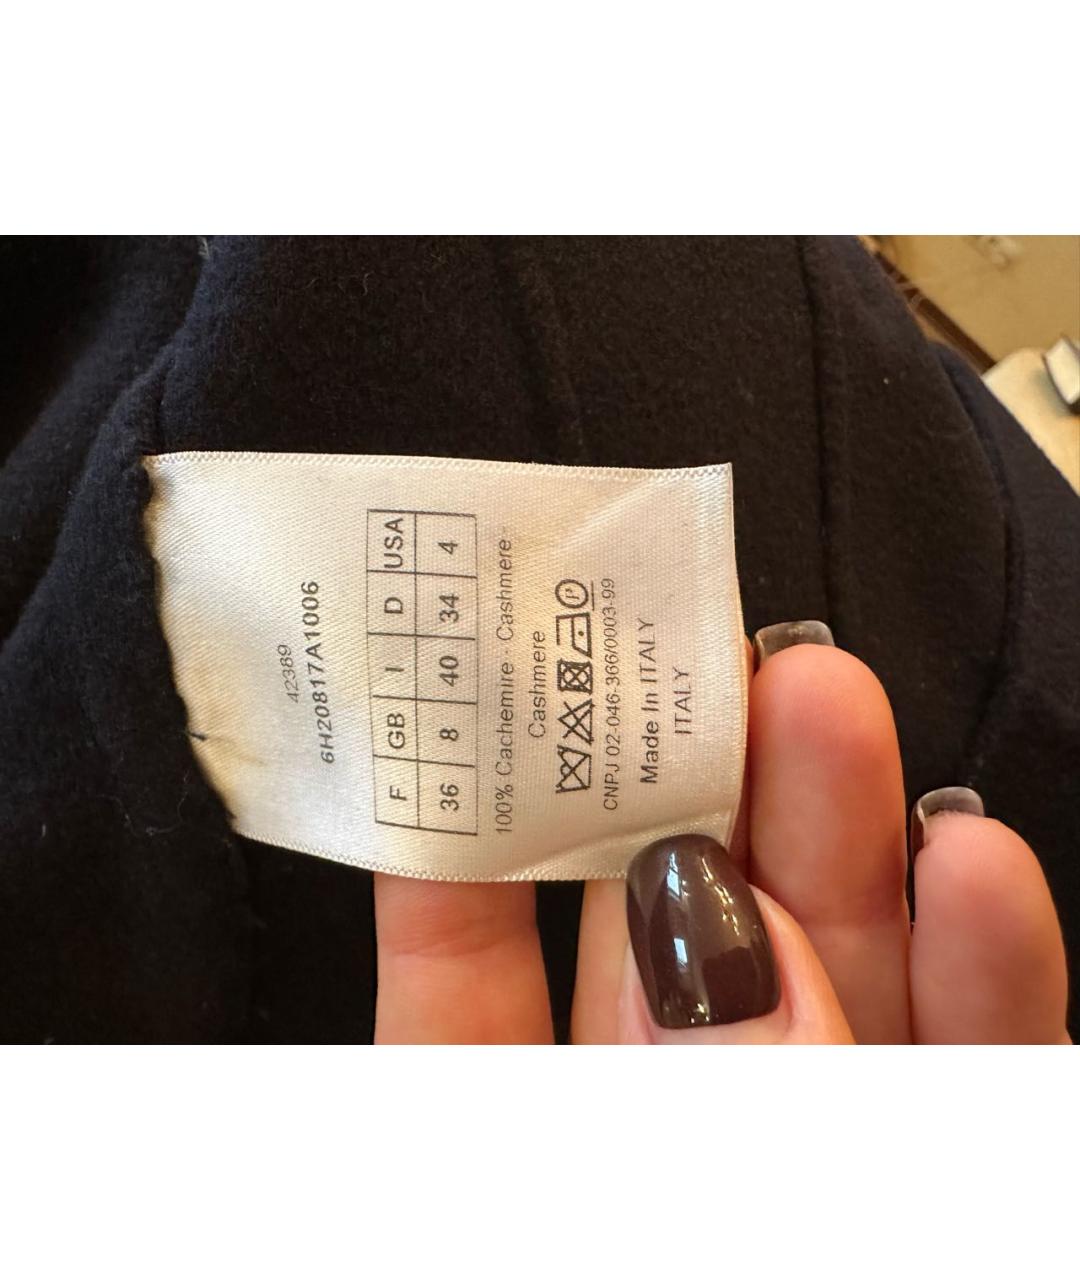 42389
6H20817A1006
F GB I D USA
36 8 40 34 4
100% Cachemire - Cashmere -
Cashmere
P
CNPJ 02-046-366/0003-99
Made In ITALY
ITALY